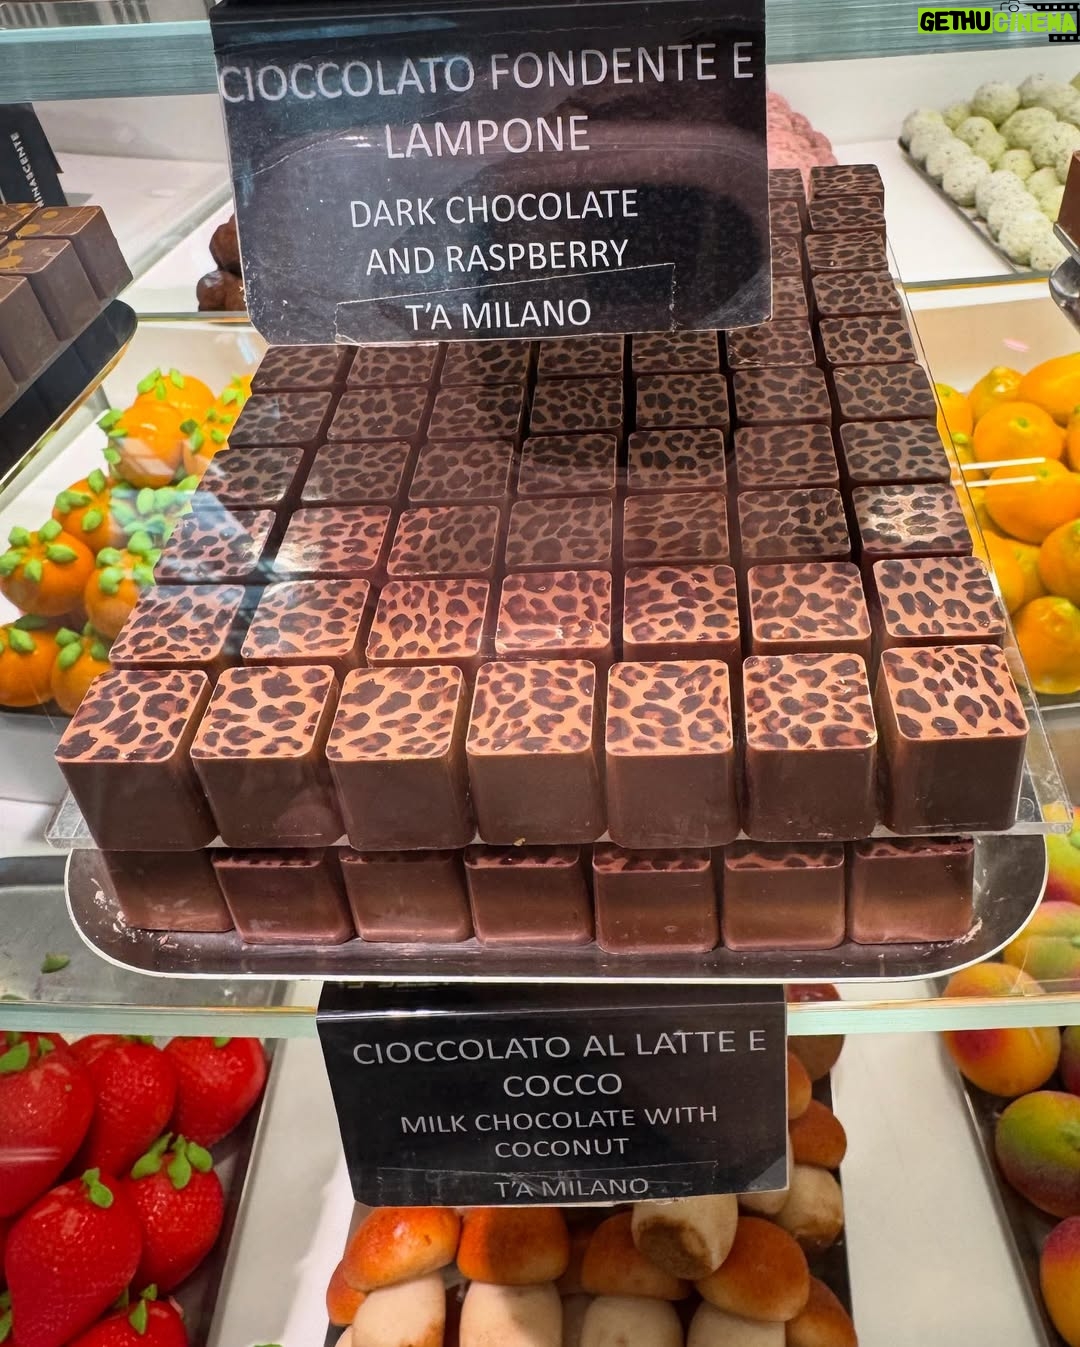 GETHUCINEMA
CIOCCOLATO FONDENTE E
LAMPONE
DARK CHOCOLATE
AND RASPBERRY
T'A MILANO
CIOCCOLATO AL LATTE E
COCCO
MILK CHOCOLATE WITH
COCONUT
T'A MILANO